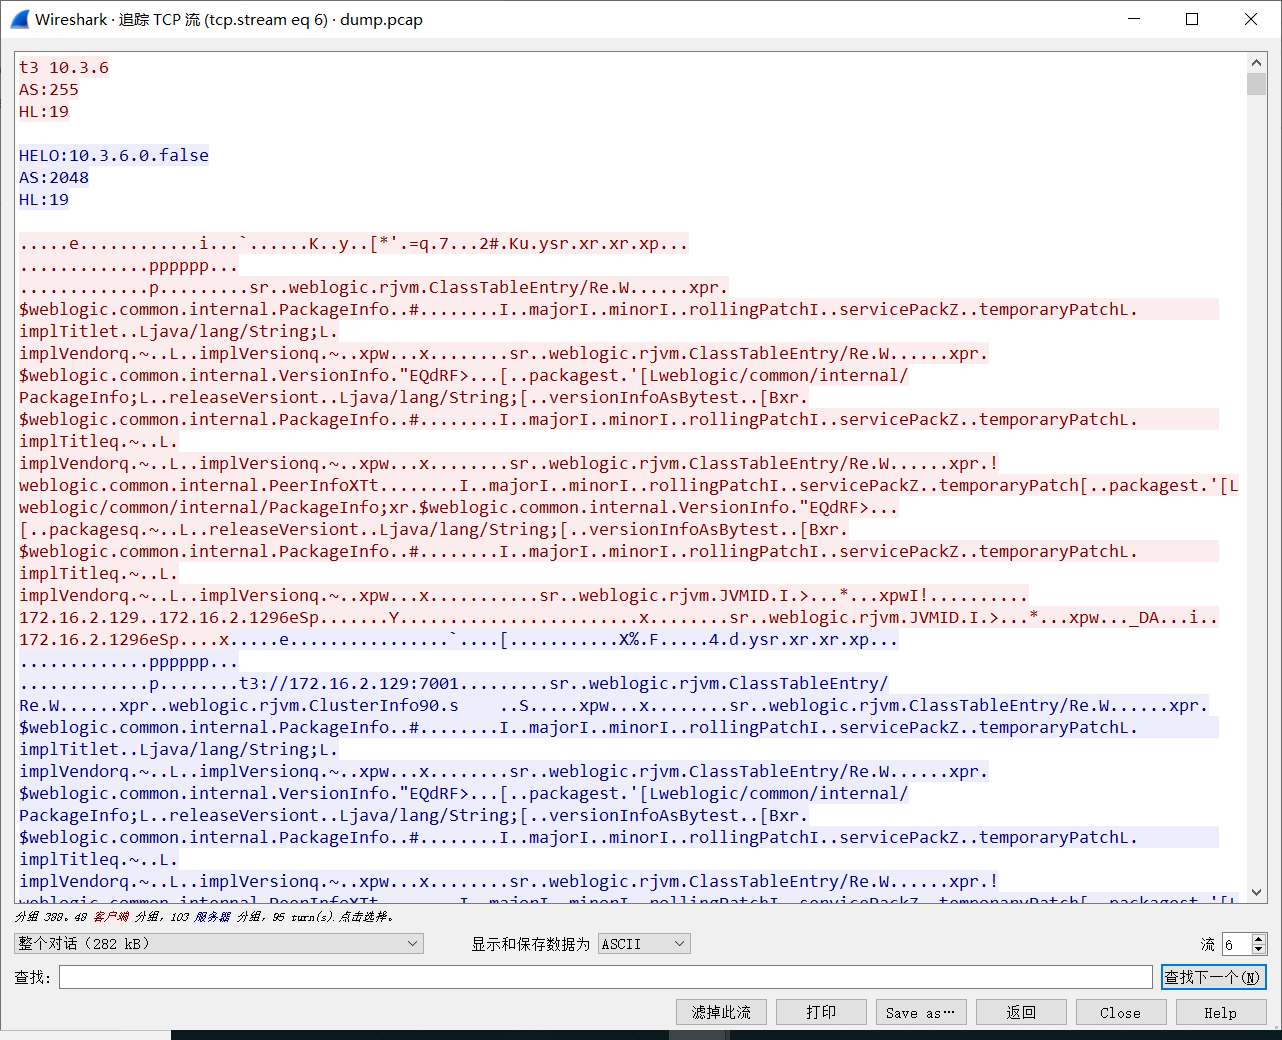 Wireshark · 追踪 TCP 流 (tcp.stream eq 6) · dump.pcap
t3 10.3.6
AS:255
HL:19
HELO:10.3.6.0.false
AS:2048
HL:19
.....e............i...`......K..y..[*'.=q.7...2#.Ku.ysr.xr.xr.xp...
.............pppppp...
.............p.........sr..weblogic.rjvm.ClassTableEntry/Re.W......xpr.
$weblogic.common.internal.PackageInfo..#........I..majorI..minorI..rollingPatchI..servicePackZ..temporaryPatchL.
implTitlet..Ljava/lang/String;L.
implVendorq.~..L..implVersionq.~..xpw...x........sr..weblogic.rjvm.ClassTableEntry/Re.W......xpr.
$weblogic.common.internal.VersionInfo."EQdRF>...[..packagest.'[Lweblogic/common/internal/
PackageInfo;L..releaseVersiont..Ljava/lang/String;[..versionInfoAsBytest..[Bxr.
$weblogic.common.internal.PackageInfo..#........I..majorI..minorI..rollingPatchI..servicePackZ..temporaryPatchL.
implTitleq.~..L.
implVendorq.~..L..implVersionq.~..xpw...x........sr..weblogic.rjvm.ClassTableEntry/Re.W......xpr.!
weblogic.common.internal.PeerInfoXTt........I..majorI..minorI..rollingPatchI..servicePackZ..temporaryPatch[..packagest.'[L
weblogic/common/internal/PackageInfo;xr.$weblogic.common.internal.VersionInfo."EQdRF>...
[..packagesq.~..L..releaseVersiont..Ljava/lang/String;[..versionInfoAsBytest..[Bxr.
$weblogic.common.internal.PackageInfo..#........I..majorI..minorI..rollingPatchI..servicePackZ..temporaryPatchL.
implTitleq.~..L.
implVendorq.~..L..implVersionq.~..xpw...x...........sr..weblogic.rjvm.JVMID.I.>...*...xpwI!..........
172.16.2.129..172.16.2.1296eSp.......Y........................x........sr..weblogic.rjvm.JVMID.I.>...*...xpw..._DA...i..
172.16.2.1296eSp....x.....e................`....[...........X%.F.....4.d.ysr.xr.xr.xp...
.............pppppp...
.............p........t3://172.16.2.129:7001.........sr..weblogic.rjvm.ClassTableEntry/
Re.W......xpr..weblogic.rjvm.ClusterInfo90.s    ..S.....xpw...x........sr..weblogic.rjvm.ClassTableEntry/Re.W......xpr.
$weblogic.common.internal.PackageInfo..#........I..majorI..minorI..rollingPatchI..servicePackZ..temporaryPatchL.
implTitlet..Ljava/lang/String;L.
implVendorq.~..L..implVersionq.~..xpw...x........sr..weblogic.rjvm.ClassTableEntry/Re.W......xpr.
$weblogic.common.internal.VersionInfo."EQdRF>...[..packagest.'[Lweblogic/common/internal/
PackageInfo;L..releaseVersiont..Ljava/lang/String;[..versionInfoAsBytest..[Bxr.
$weblogic.common.internal.PackageInfo..#........I..majorI..minorI..rollingPatchI..servicePackZ..temporaryPatchL.
implTitleq.~..L.
implVendorq.~..L..implVersionq.~..xpw...x........sr..weblogic.rjvm.ClassTableEntry/Re.W......xpr.!
weblogic.common.internal.PeerInfoXTt........I..majorI..minorI..rollingPatchI..servicePackZ..temporaryPatch[..packagest.'[L
分组 389。48 客户端 分组, 103 服务器 分组, 95 turn(s).点击选择。
整个对话 (282 kB)
显示和保存数据为 ASCII
流 6
查找:
查找下一个(N)
滤掉此流
打印
Save as…
返回
Close
Help